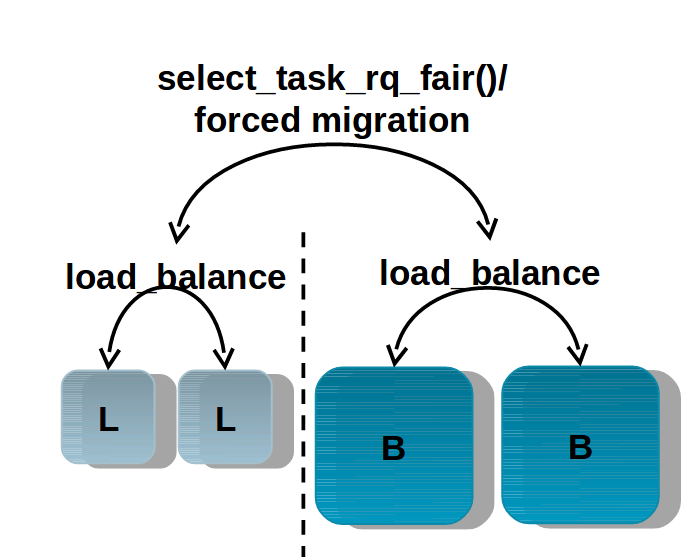 select_task_rq_fair()/
forced migration
load_balance
load_balance
L
L
B
B